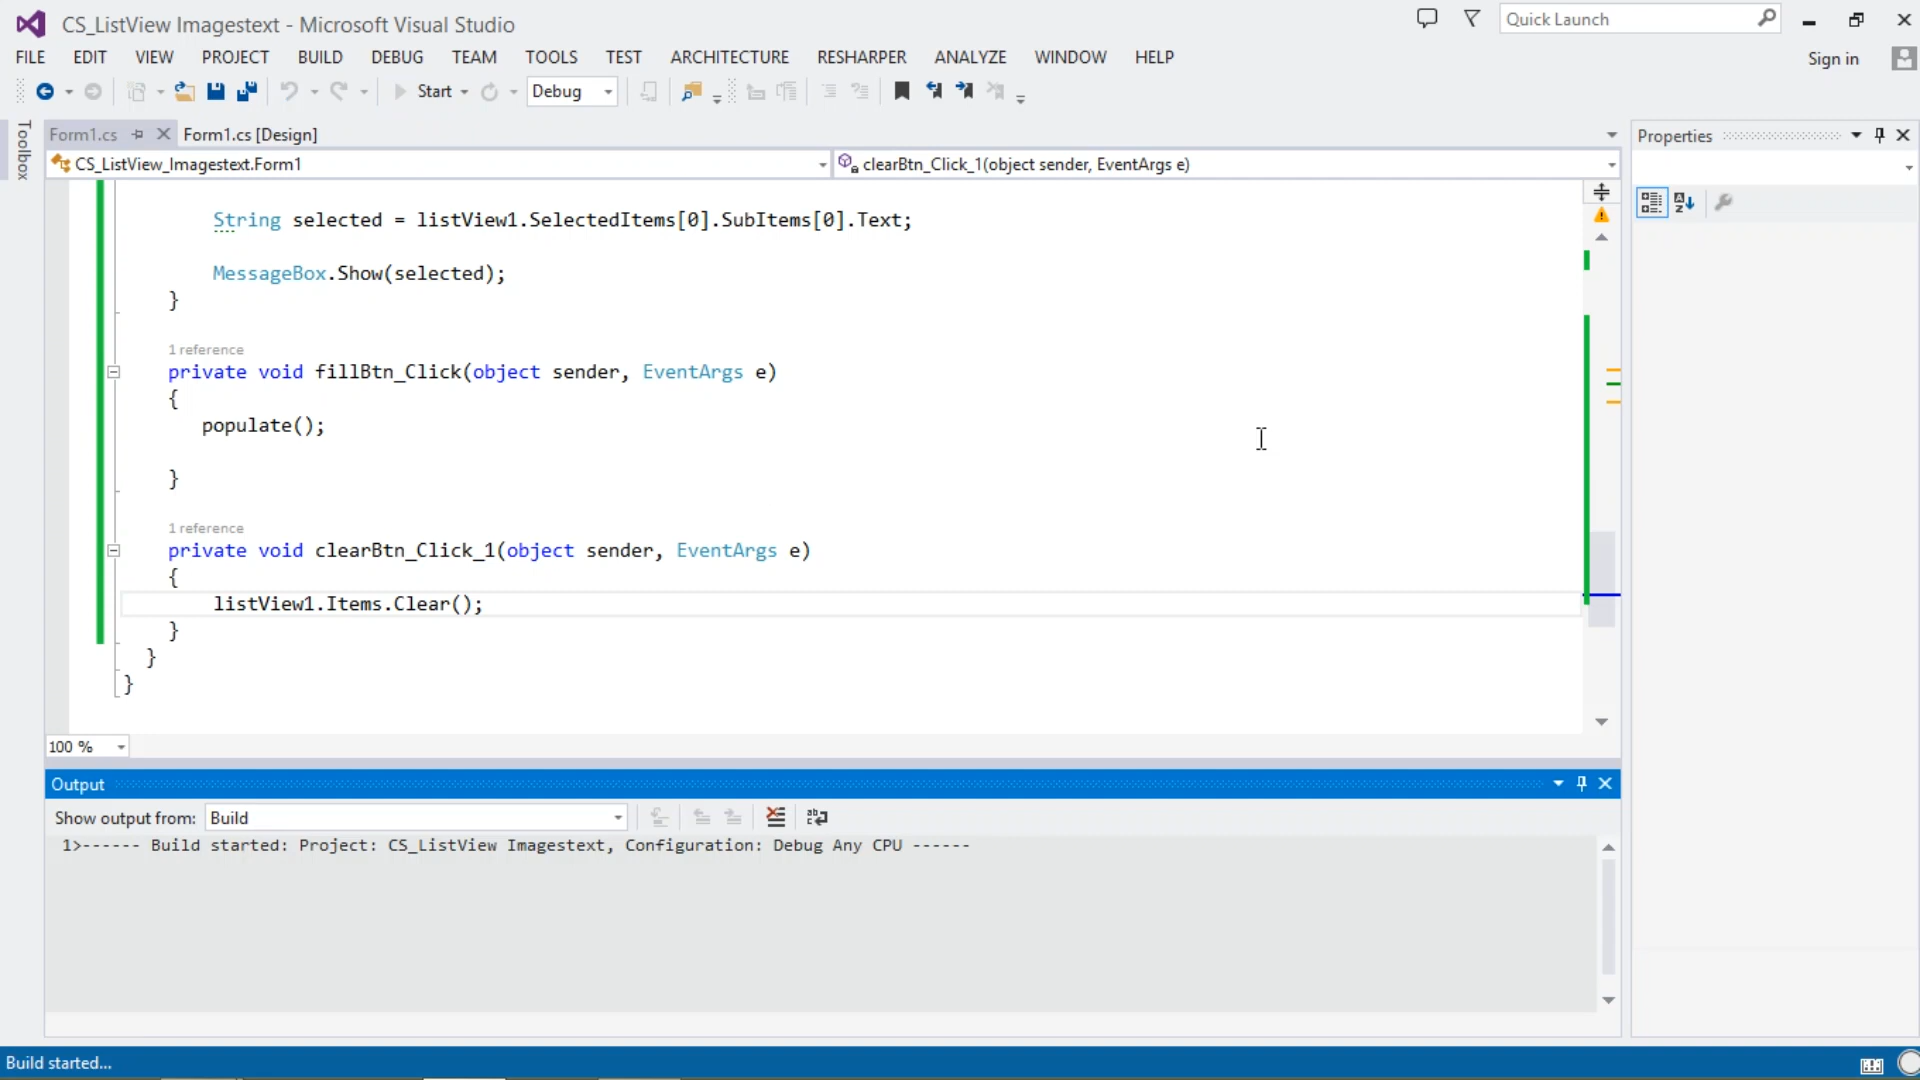 CS_ListView Imagestext - Microsoft Visual Studio
Quick Launch
FILE EDIT VIEW PROJECT BUILD DEBUG TEAM TOOLS TEST ARCHITECTURE RESHARPER ANALYZE WINDOW HELP
Sign in
Start Debug
Toolbox
Form1.cs Form1.cs [Design]
Properties
CS_ListView_Imagestext.Form1
clearBtn_Click_1(object sender, EventArgs e)
String selected = listView1.SelectedItems[0].SubItems[0].Text;
MessageBox.Show(selected);
}
1 reference
private void fillBtn_Click(object sender, EventArgs e)
{
populate();
}
1 reference
private void clearBtn_Click_1(object sender, EventArgs e)
{
listView1.Items.Clear();
}
}
}
100 %
Output
Show output from: Build
1>------ Build started: Project: CS_ListView Imagestext, Configuration: Debug Any CPU ------
Build started...